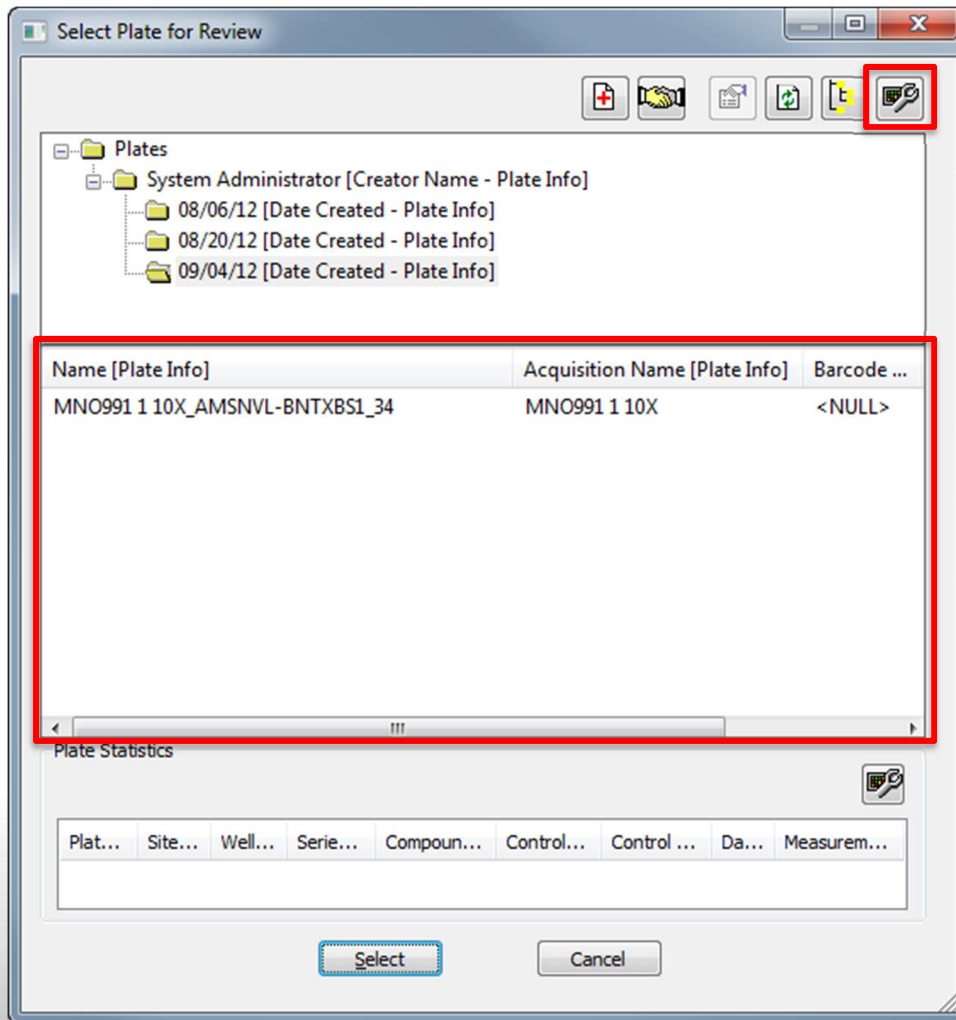 Select Plate for Review
Plates
System Administrator [Creator Name - Plate Info]
08/06/12 [Date Created - Plate Info]
08/20/12 [Date Created - Plate Info]
09/04/12 [Date Created - Plate Info]
Name [Plate Info] Acquisition Name [Plate Info] Barcode ...
MNO991 1 10X_AMSNVL-BNTXBS1_34 MNO991 1 10X <NULL>
Plate Statistics
Plat... Site... Well... Serie... Compoun... Control... Control ... Da... Measurem...
Select Cancel